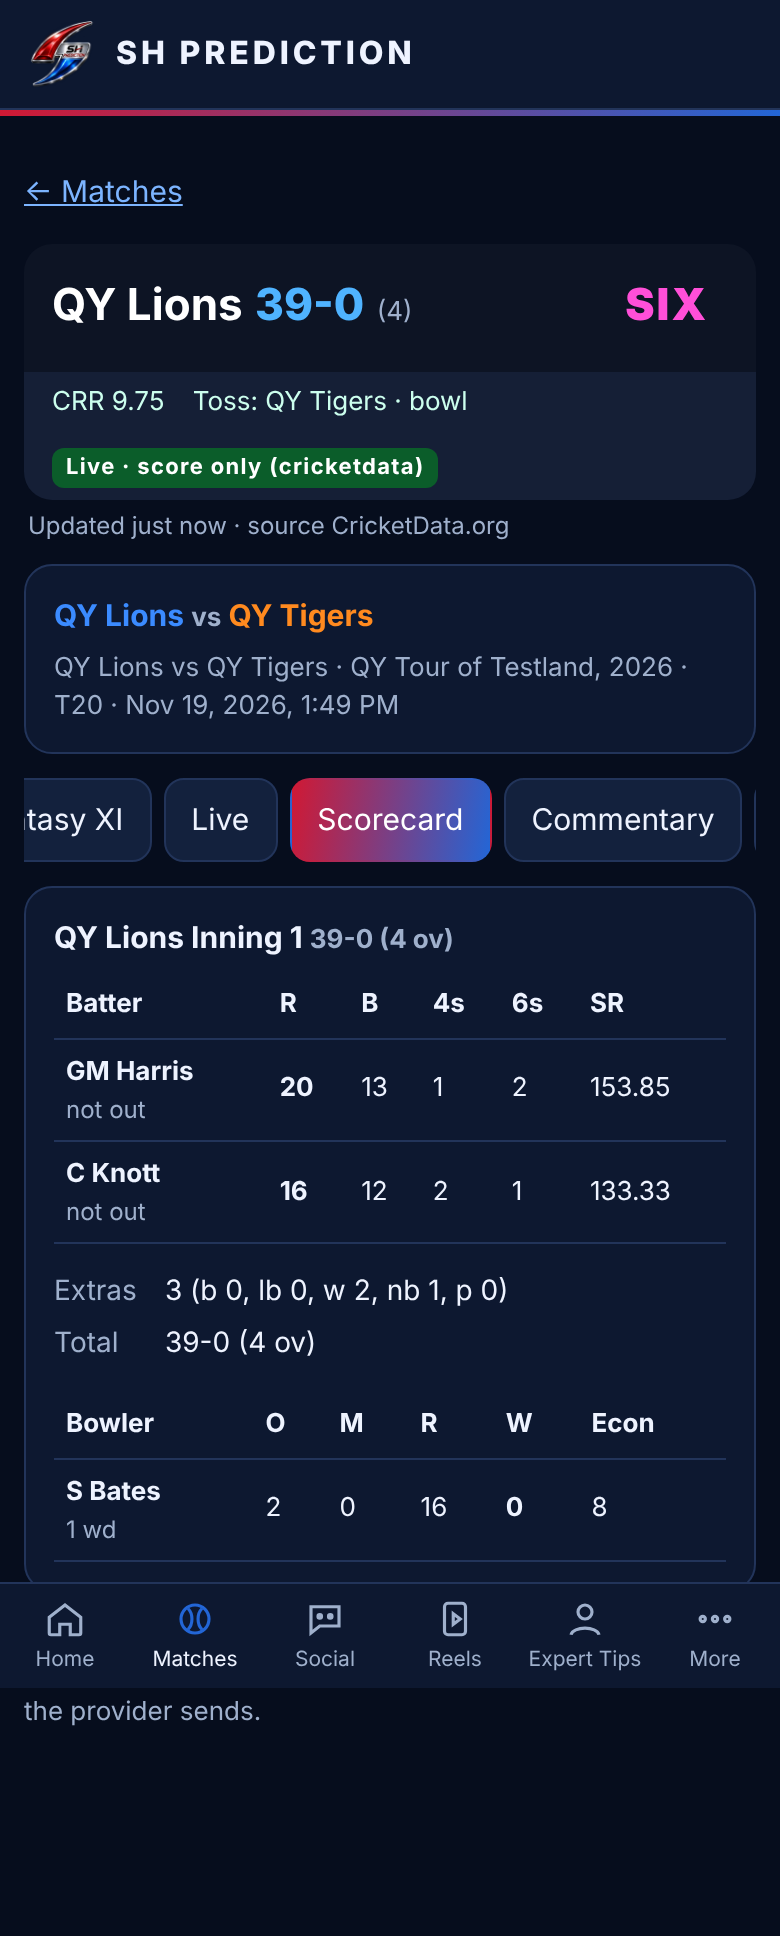 SH
SH PREDICTION
← Matches
QY Lions 39-0 (4) SIX
CRR 9.75 Toss: QY Tigers · bowl
Live · score only (cricketdata)
Updated just now · source CricketData.org
QY Lions vs QY Tigers
QY Lions vs QY Tigers · QY Tour of Testland, 2026 ·
T20 · Nov 19, 2026, 1:49 PM
tasy XI Live Scorecard Commentary
QY Lions Inning 1 39-0 (4 ov)
Batter R B 4s 6s SR
GM Harris 20 13 1 2 153.85
not out
C Knott 16 12 2 1 133.33
not out
Extras 3 (b 0, lb 0, w 2, nb 1, p 0)
Total 39-0 (4 ov)
Bowler O M R W Econ
S Bates 2 0 16 0 8
1 wd
Home Matches Social Reels Expert Tips More
the provider sends.